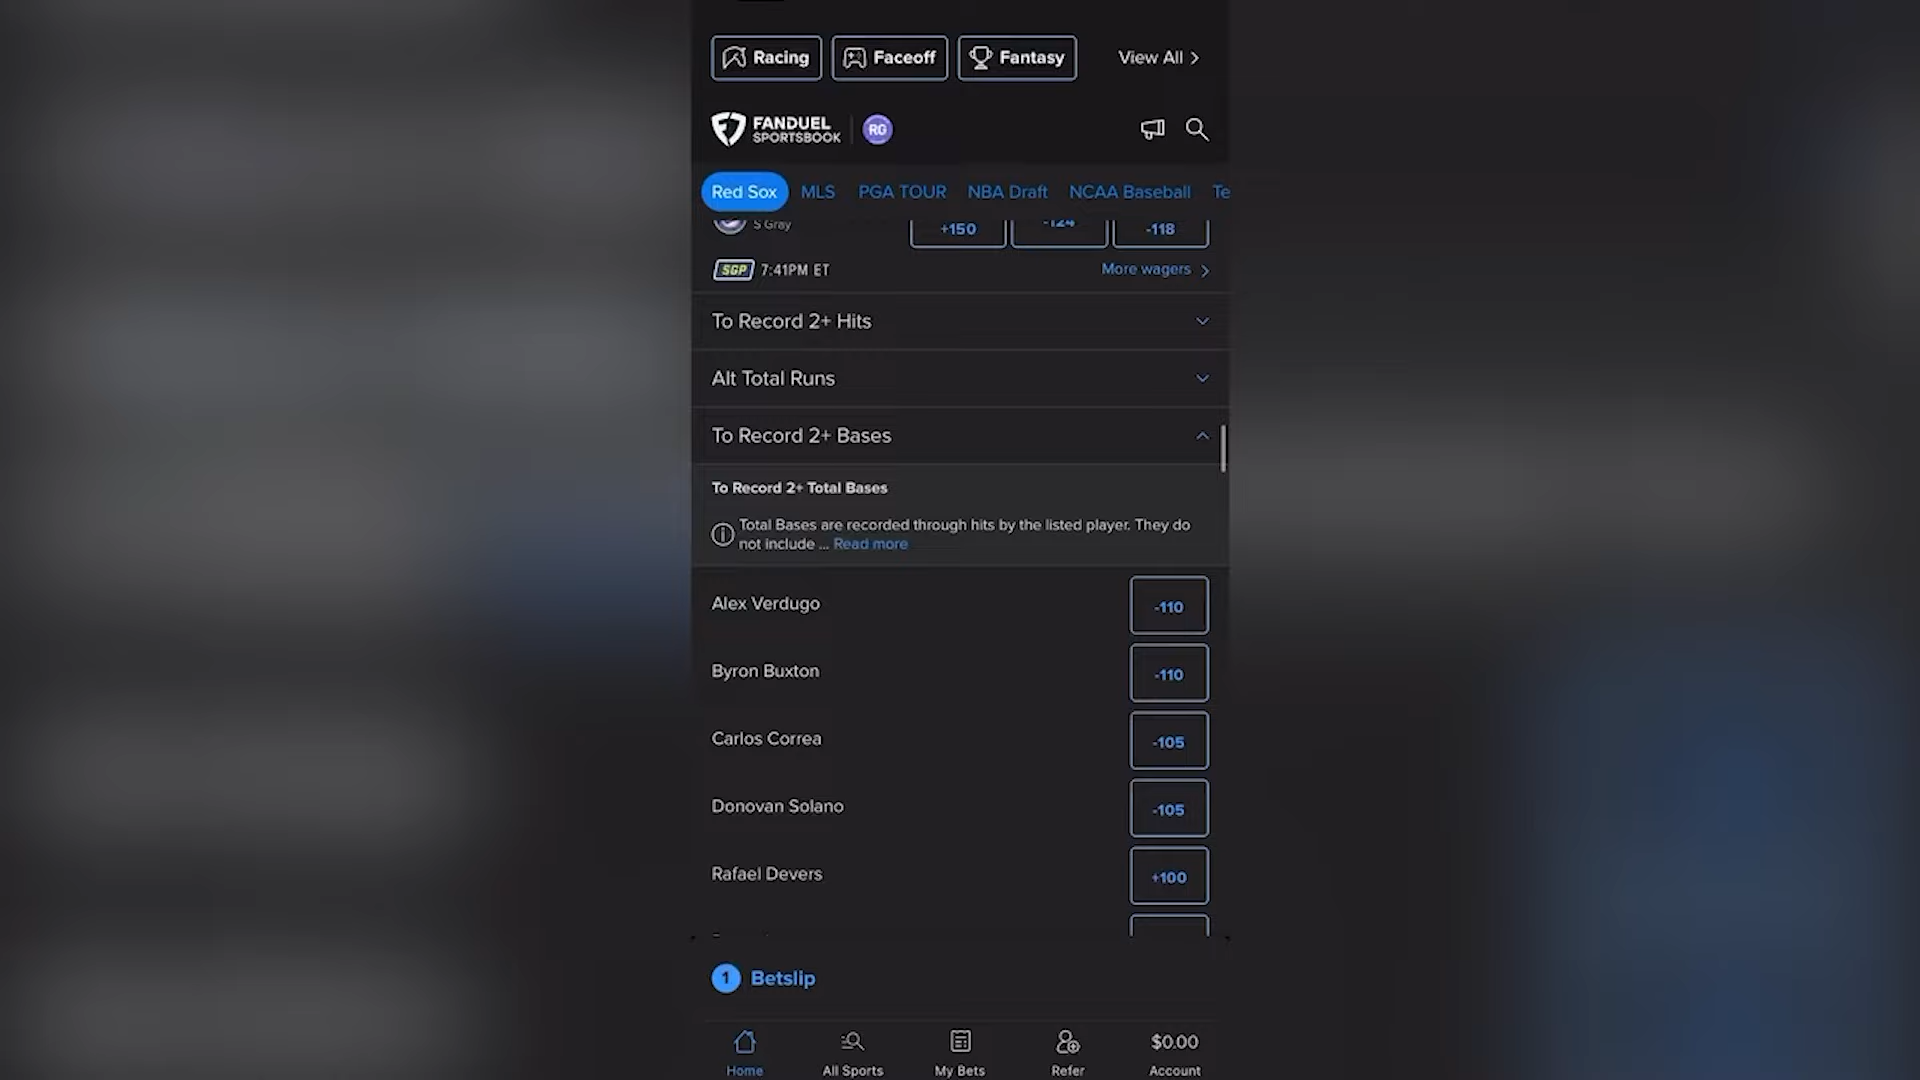 Racing
Faceoff
Fantasy
View All
FANDUEL
SPORTSBOOK
RG
Red Sox
MLS
PGA TOUR
NBA Draft
NCAA Baseball
Te
S Gray
+150
-124
-118
SGP
7:41PM ET
More wagers
To Record 2+ Hits
Alt Total Runs
To Record 2+ Bases
To Record 2+ Total Bases
Total Bases are recorded through hits by the listed player. They do
not include ... Read more
Alex Verdugo
-110
Byron Buxton
-110
Carlos Correa
-105
Donovan Solano
-105
Rafael Devers
+100
1
Betslip
Home
All Sports
My Bets
Refer
$0.00
Account